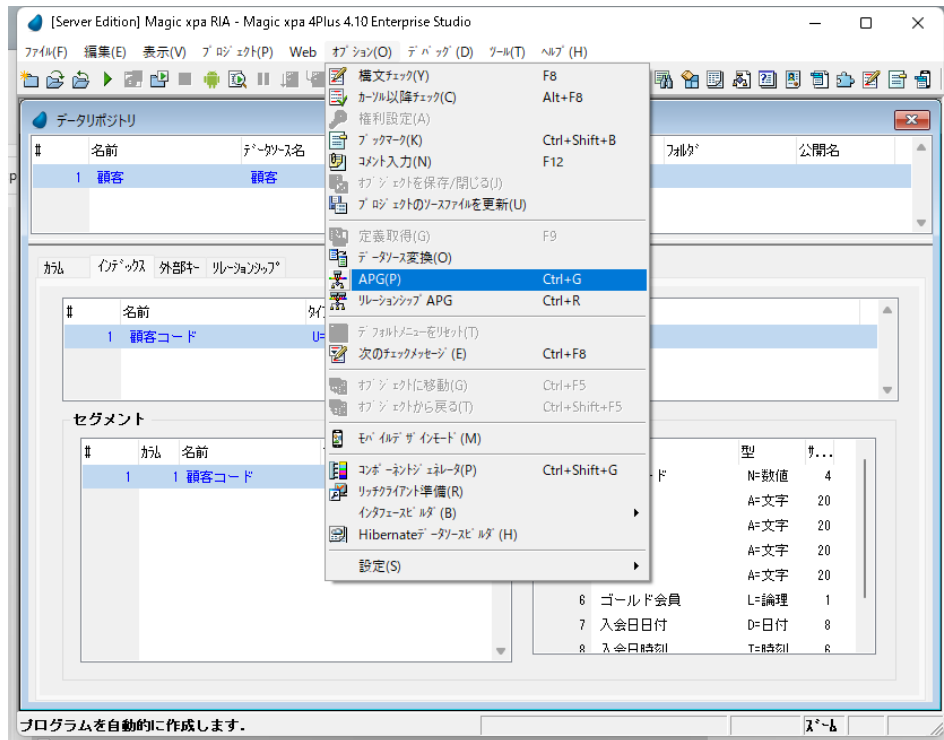 [Server Edition] Magic xpa RIA - Magic xpa 4Plus 4.10 Enterprise Studio
ﾌｧｲﾙ(F) 編集(E) 表示(V) ﾌﾟﾛｼﾞｪｸﾄ(P) Web ｵﾌﾟｼｮﾝ(O) ﾃﾞﾊﾞｯｸﾞ(D) ﾂｰﾙ(T) ﾍﾙﾌﾟ(H)
構文ﾁｪｯｸ(Y) F8
ｶｰｿﾙ以降ﾁｪｯｸ(C) Alt+F8
権利設定(A)
ﾌﾞｯｸﾏｰｸ(K) Ctrl+Shift+B
ｺﾒﾝﾄ入力(N) F12
ｵﾌﾞｼﾞｪｸﾄを保存/閉じる(J)
ﾌﾟﾛｼﾞｪｸﾄのｿｰｽﾌｧｲﾙを更新(U)
定義取得(G) F9
ﾃﾞｰﾀｿｰｽ変換(O)
APG(P) Ctrl+G
ﾘﾚｰｼｮﾝｼｯﾌﾟAPG Ctrl+R
ﾃﾞﾌｫﾙﾄﾒﾆｭｰをﾘｾｯﾄ(T)
次のﾁｪｯｸﾒｯｾｰｼﾞ(E) Ctrl+F8
ｵﾌﾞｼﾞｪｸﾄに移動(G) Ctrl+F5
ｵﾌﾞｼﾞｪｸﾄから戻る(T) Ctrl+Shift+F5
ﾓﾊﾞｲﾙﾃﾞｻﾞｲﾝﾓｰﾄﾞ(M)
ｺﾝﾎﾟｰﾈﾝﾄｼﾞｪﾈﾚｰﾀ(P) Ctrl+Shift+G
ﾘｯﾁｸﾗｲｱﾝﾄ準備(R)
ｲﾝﾀﾌｪｰｽﾋﾞﾙﾀﾞ(B)
Hibernateﾃﾞｰﾀｿｰｽﾋﾞﾙﾀﾞ(H)
設定(S)
データリポジトリ
# 名前 ﾃﾞｰﾀｿｰｽ名 ﾌｫﾙﾀﾞ 公開名
1 顧客 顧客
ｶﾗﾑ ｲﾝﾃﾞｯｸｽ 外部ｷｰ ﾘﾚｰｼｮﾝｼｯﾌﾟ
# 名前
1 顧客コード U=
セグメント
# ｶﾗﾑ 名前
1 1 顧客コード
型 ｻ...
ド N=数値 4
A=文字 20
A=文字 20
A=文字 20
A=文字 20
6 ゴールド会員 L=論理 1
7 入会日日付 D=日付 8
8 入会日時刻 T=時刻 6
プログラムを自動的に作成します．
ｽﾞｰﾑ